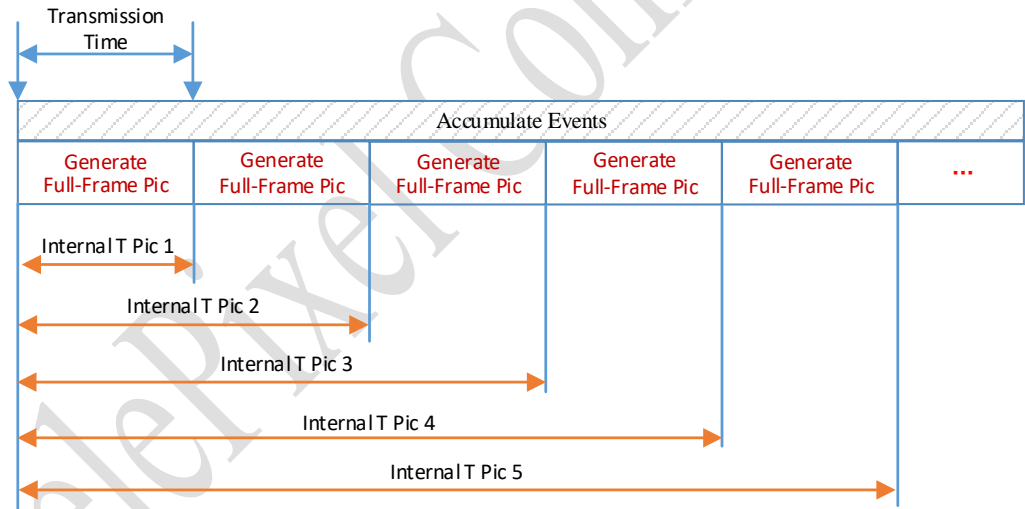 Transmission
Time
Accumulate Events
Generate
Full-Frame Pic
Generate
Full-Frame Pic
Generate
Full-Frame Pic
Generate
Full-Frame Pic
Generate
Full-Frame Pic
...
Internal T Pic 1
Internal T Pic 2
Internal T Pic 3
Internal T Pic 4
Internal T Pic 5